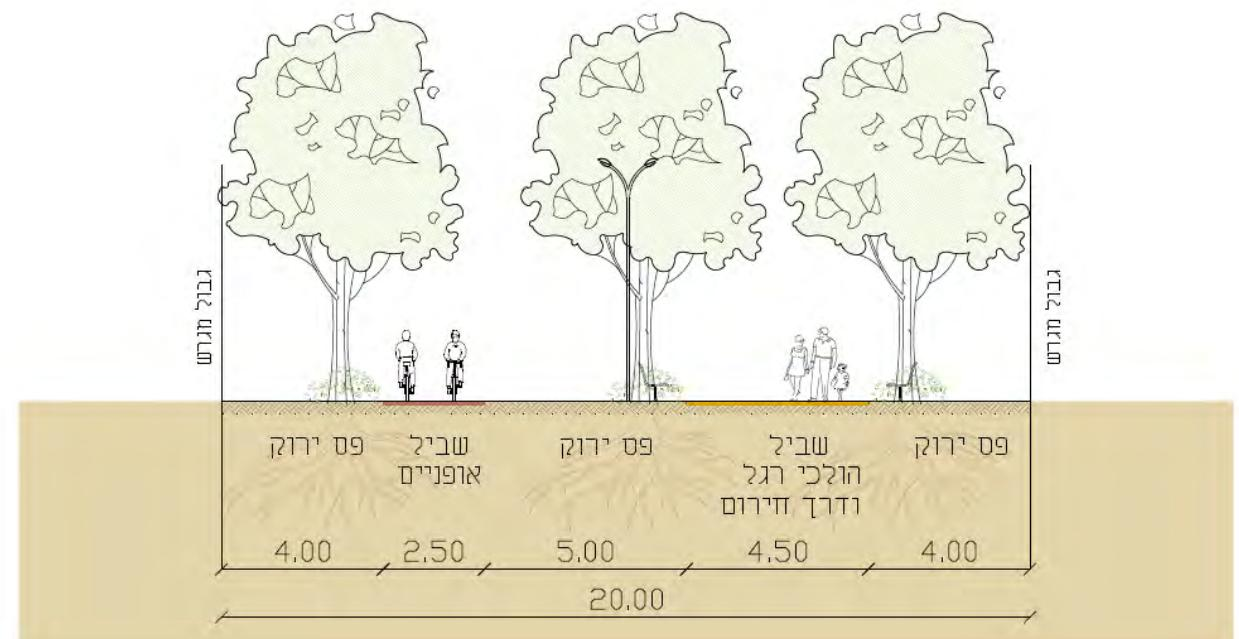 גבול מגרש
גבול מגרש
פס ירוק
שביל
אופניים
פס ירוק
שביל
הולכי רגל
ודרך חירום
פס ירוק
4.00
2.50
5.00
4.50
4.00
20.00